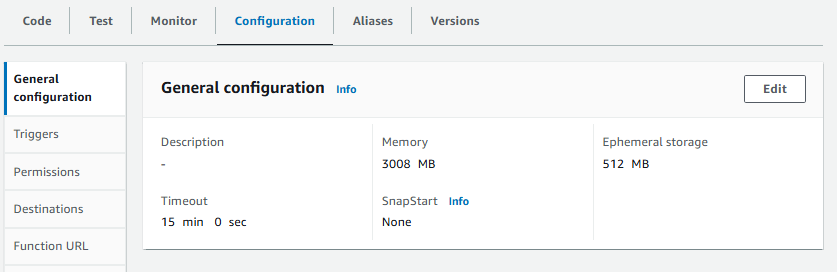 Code Test Monitor Configuration Aliases Versions
General
configuration
Triggers
Permissions
Destinations
Function URL
General configuration Info Edit
Description Memory Ephemeral storage
- 3008 MB 512 MB
Timeout SnapStart Info
15 min 0 sec None